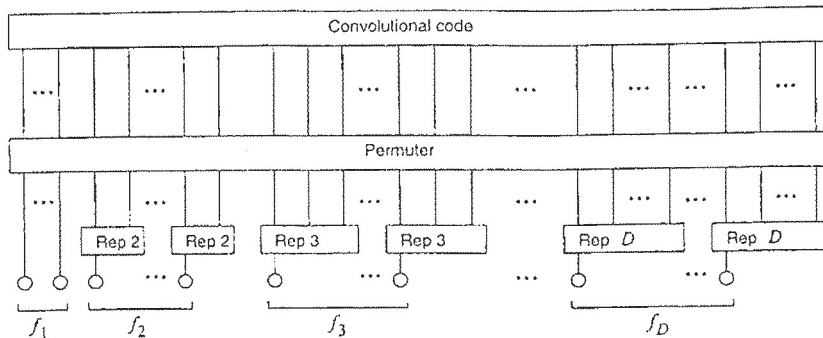 Convolutional code
... ... ... ... ... ...
Permuter
... ... ... ... ... ... ...
Rep 2 Rep 2 Rep 3 Rep 3 Rep D Rep D
... ... ... ...
f1 f2 f3 fD